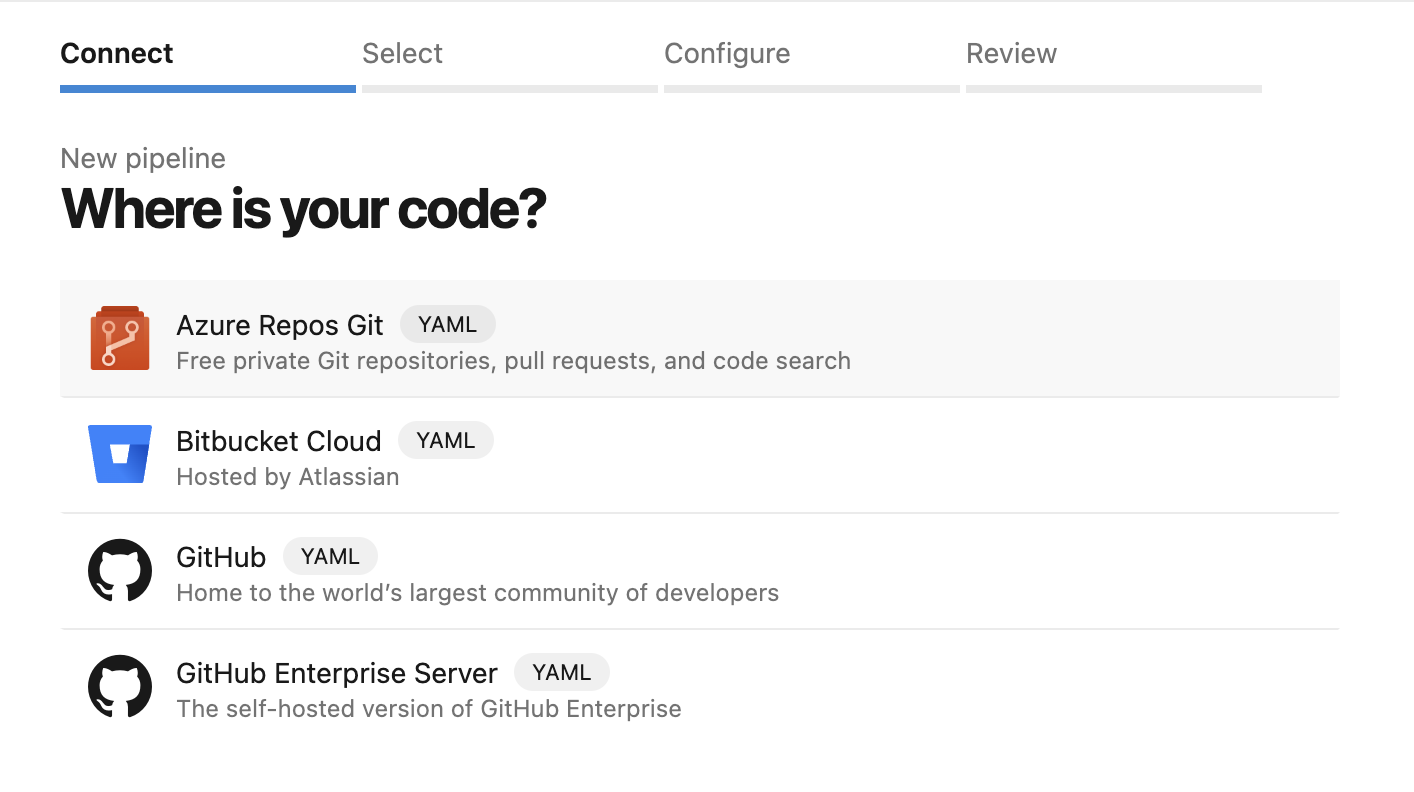 Connect Select Configure Review
New pipeline
Where is your code?
Azure Repos Git YAML
Free private Git repositories, pull requests, and code search
Bitbucket Cloud YAML
Hosted by Atlassian
GitHub YAML
Home to the world’s largest community of developers
GitHub Enterprise Server YAML
The self-hosted version of GitHub Enterprise